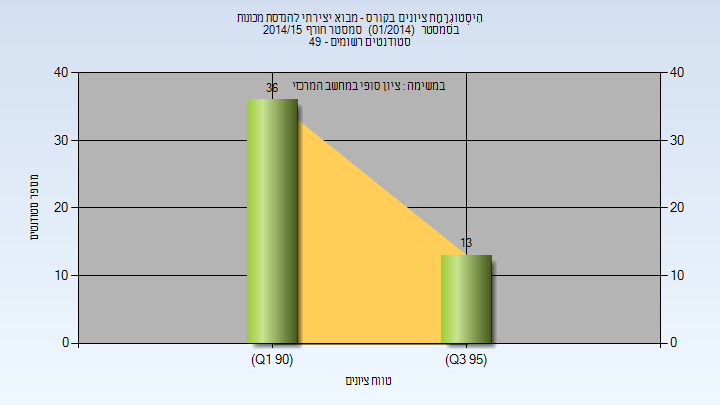 היסטוגרמת ציונים בקורס - מבוא יצירתי להנדסת מכונות
בסמסטר (01/2014) סמסטר חורף 2014/15
סטודנטים רשומים - 49
במשימה : ציון סופי במחשב המרכזי
40 40
36
30 30
20 20
13
10 10
0 0
(Q1 90) (Q3 95)
מספר סטודנטים
טווח ציונים